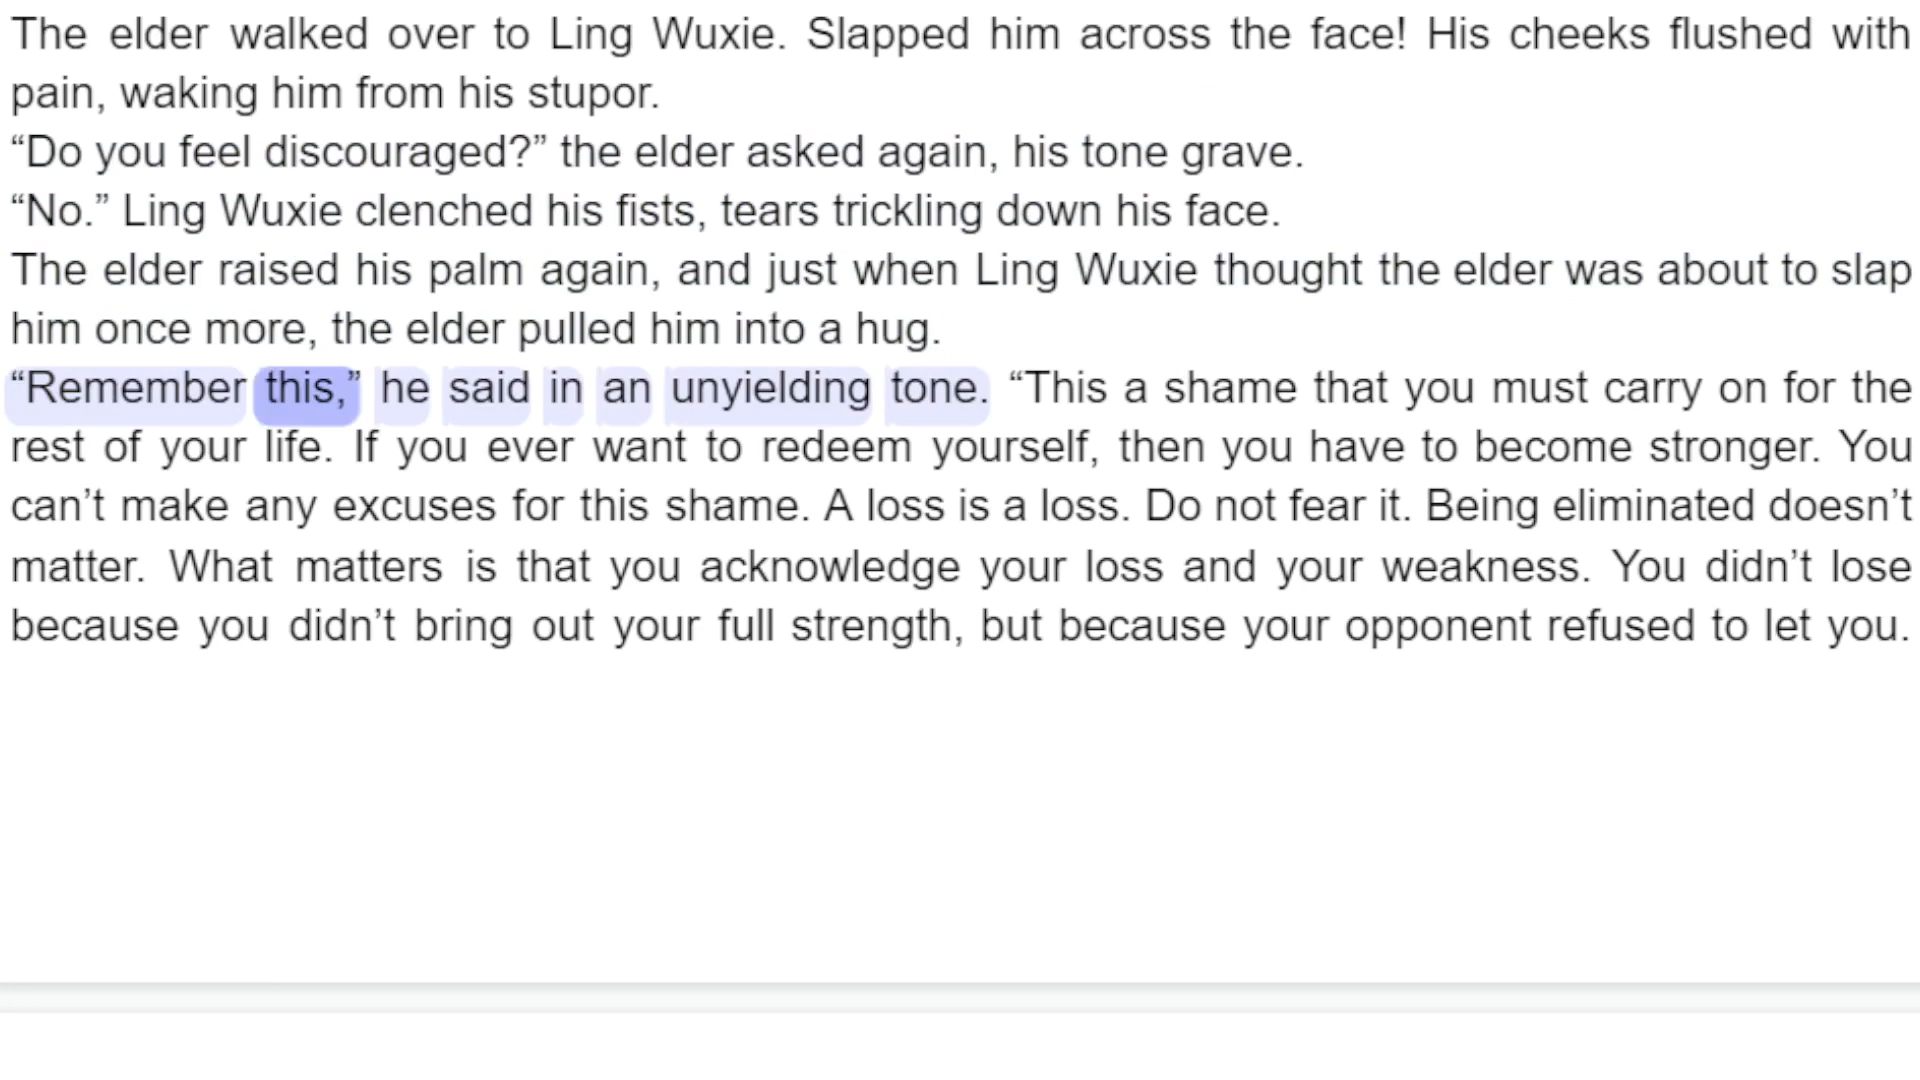 The elder walked over to Ling Wuxie. Slapped him across the face! His cheeks flushed with
pain, waking him from his stupor.
“Do you feel discouraged?” the elder asked again, his tone grave.
“No.” Ling Wuxie clenched his fists, tears trickling down his face.
The elder raised his palm again, and just when Ling Wuxie thought the elder was about to slap
him once more, the elder pulled him into a hug.
“Remember this,” he said in an unyielding tone. “This a shame that you must carry on for the
rest of your life. If you ever want to redeem yourself, then you have to become stronger. You
can’t make any excuses for this shame. A loss is a loss. Do not fear it. Being eliminated doesn’t
matter. What matters is that you acknowledge your loss and your weakness. You didn’t lose
because you didn’t bring out your full strength, but because your opponent refused to let you.